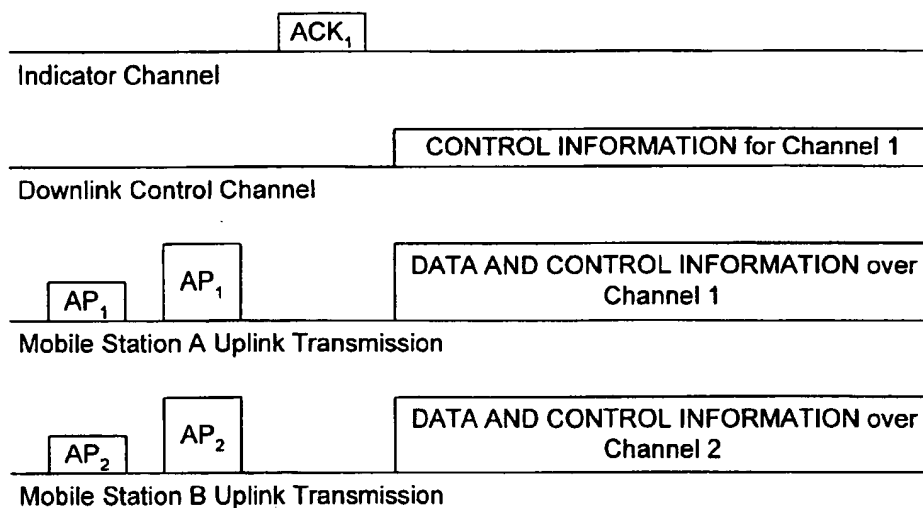 ACK₁
Indicator Channel
CONTROL INFORMATION for Channel 1
Downlink Control Channel
AP₁
AP₁
DATA AND CONTROL INFORMATION over
Channel 1
Mobile Station A Uplink Transmission
AP₂
AP₂
DATA AND CONTROL INFORMATION over
Channel 2
Mobile Station B Uplink Transmission